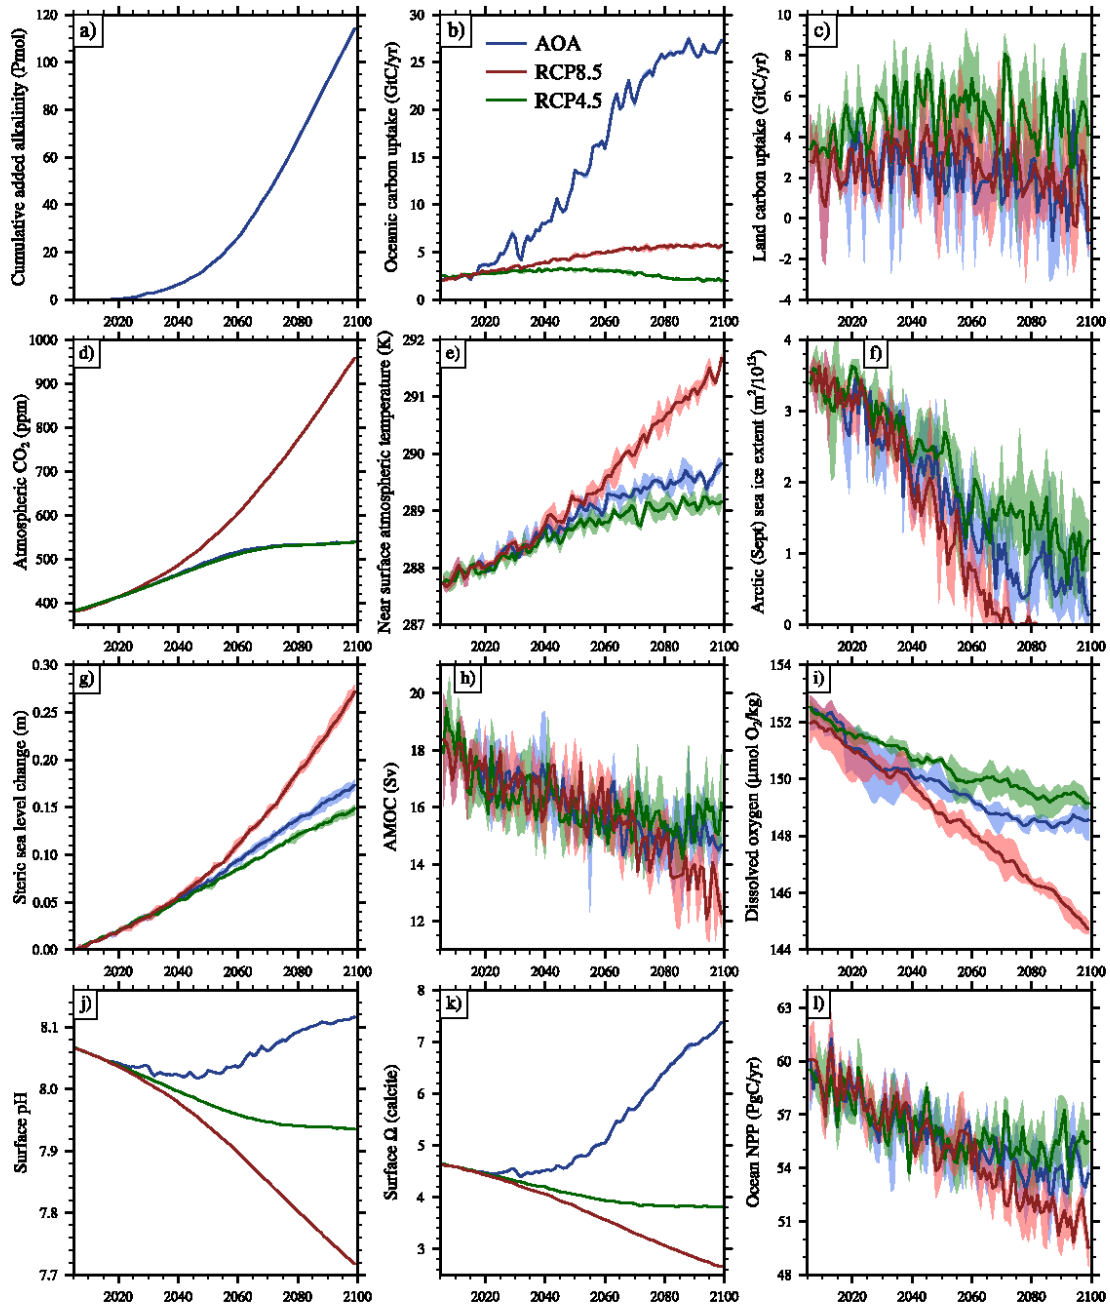 a)
Cumulative added alkalinity (Pmol)
120
100
80
60
40
20
0
2020 2040 2060 2080 2100
b)
Oceanic carbon uptake (GtC/yr)
30
25
20
15
10
5
0
AOA
RCP8.5
RCP4.5
2020 2040 2060 2080 2100
c)
Land carbon uptake (GtC/yr)
10
8
6
4
2
0
-2
-4
2020 2040 2060 2080 2100
d)
Atmospheric CO₂ (ppm)
1000
900
800
700
600
500
400
2020 2040 2060 2080 2100
e)
Near surface atmospheric temperature (K)
292
291
290
289
288
287
2020 2040 2060 2080 2100
f)
Arctic (Sept) sea ice extent (m²/10¹³)
4
3
2
1
0
2020 2040 2060 2080 2100
g)
Steric sea level change (m)
0.30
0.25
0.20
0.15
0.10
0.05
0.00
2020 2040 2060 2080 2100
h)
AMOC (Sv)
20
18
16
14
12
2020 2040 2060 2080 2100
i)
Dissolved oxygen (μmol O₂/kg)
154
152
150
148
146
144
2020 2040 2060 2080 2100
j)
Surface pH
8.1
8.0
7.9
7.8
7.7
2020 2040 2060 2080 2100
k)
Surface Ω (calcite)
8
7
6
5
4
3
2020 2040 2060 2080 2100
l)
Ocean NPP (PgC/yr)
63
60
57
54
51
48
2020 2040 2060 2080 2100